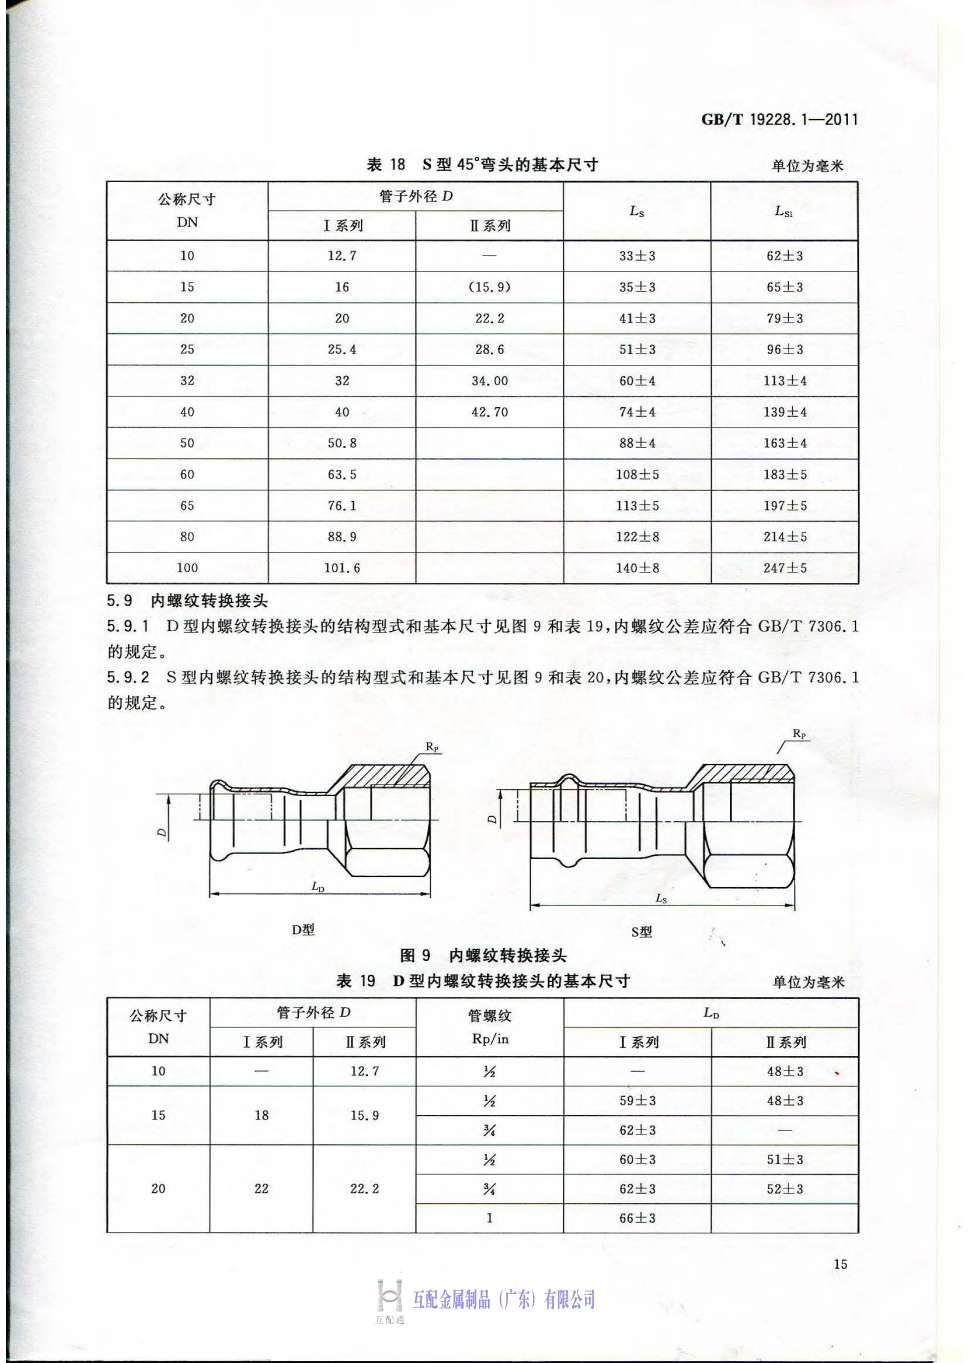 GB/T 19228.1—2011
表 18 S 型 45°弯头的基本尺寸
单位为毫米
公称尺寸 DN 管子外径 D LS LS1
Ⅰ系列 Ⅱ系列
10 12.7 — 33±3 62±3
15 16 (15.9) 35±3 65±3
20 20 22.2 41±3 79±3
25 25.4 28.6 51±3 96±3
32 32 34.00 60±4 113±4
40 40 42.70 74±4 139±4
50 50.8 88±4 163±4
60 63.5 108±5 183±5
65 76.1 113±5 197±5
80 88.9 122±8 214±5
100 101.6 140±8 247±5
5.9 内螺纹转换接头
5.9.1 D 型内螺纹转换接头的结构型式和基本尺寸见图 9 和表 19,内螺纹公差应符合 GB/T 7306.1
的规定。
5.9.2 S 型内螺纹转换接头的结构型式和基本尺寸见图 9 和表 20,内螺纹公差应符合 GB/T 7306.1
的规定。
Rp
Rp
D
D
LD
LS
D型
S型
图 9 内螺纹转换接头
表 19 D 型内螺纹转换接头的基本尺寸
单位为毫米
公称尺寸 DN 管子外径 D 管螺纹 Rp/in LD
Ⅰ系列 Ⅱ系列 Ⅰ系列 Ⅱ系列
10 — 12.7 ½ — 48±3
15 18 15.9 ½ 59±3 48±3
¾ 62±3 —
20 22 22.2 ½ 60±3 51±3
¾ 62±3 52±3
1 66±3
15
互配金属制品（广东）有限公司
互配通